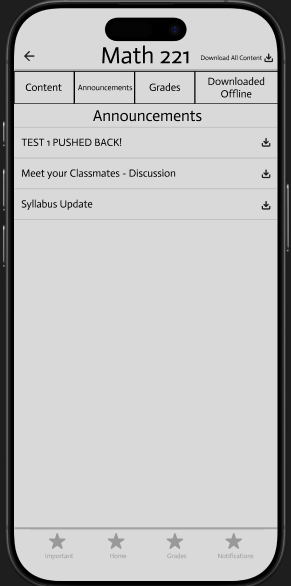 Math 221
Download All Content
Content
Announcements
Grades
Downloaded
Offline
Announcements
TEST 1 PUSHED BACK!
Meet your Classmates - Discussion
Syllabus Update
Important
Home
Grades
Notifications